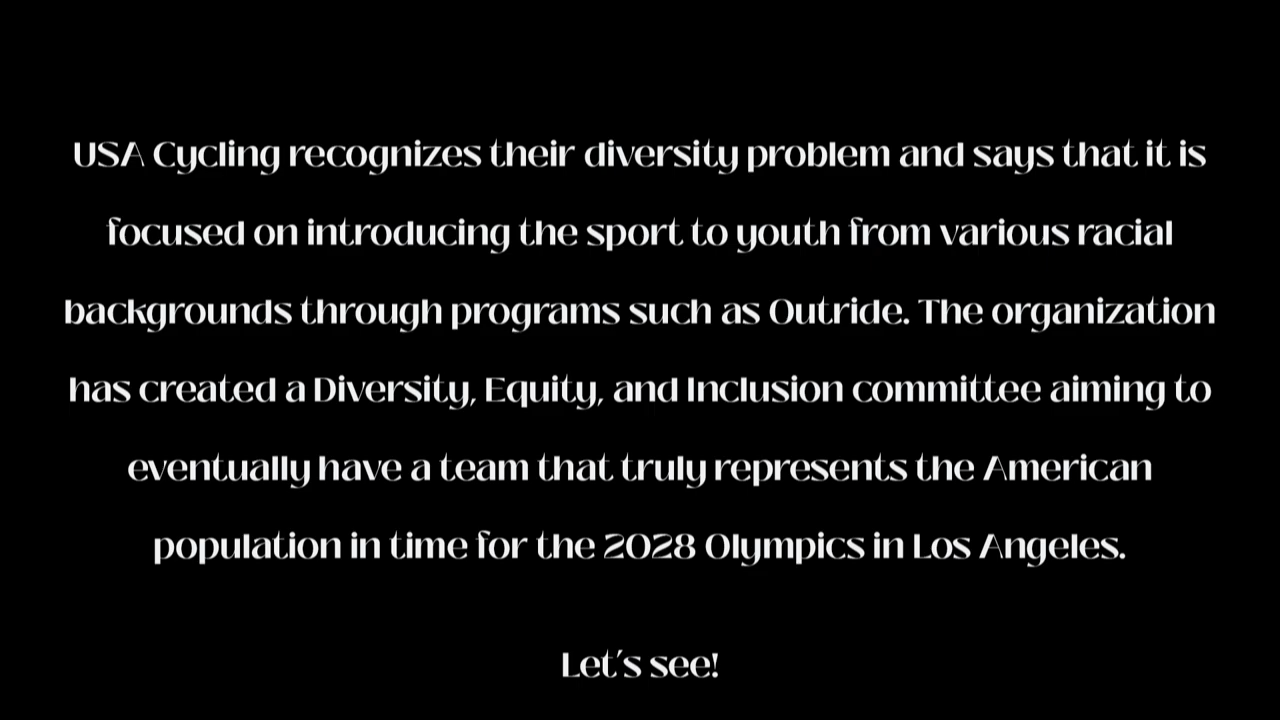 USA Cycling recognizes their diversity problem and says that it is
focused on introducing the sport to youth from various racial
backgrounds through programs such as Outride. The organization
has created a Diversity, Equity, and Inclusion committee aiming to
eventually have a team that truly represents the American
population in time for the 2028 Olympics in Los Angeles.
Let's see!